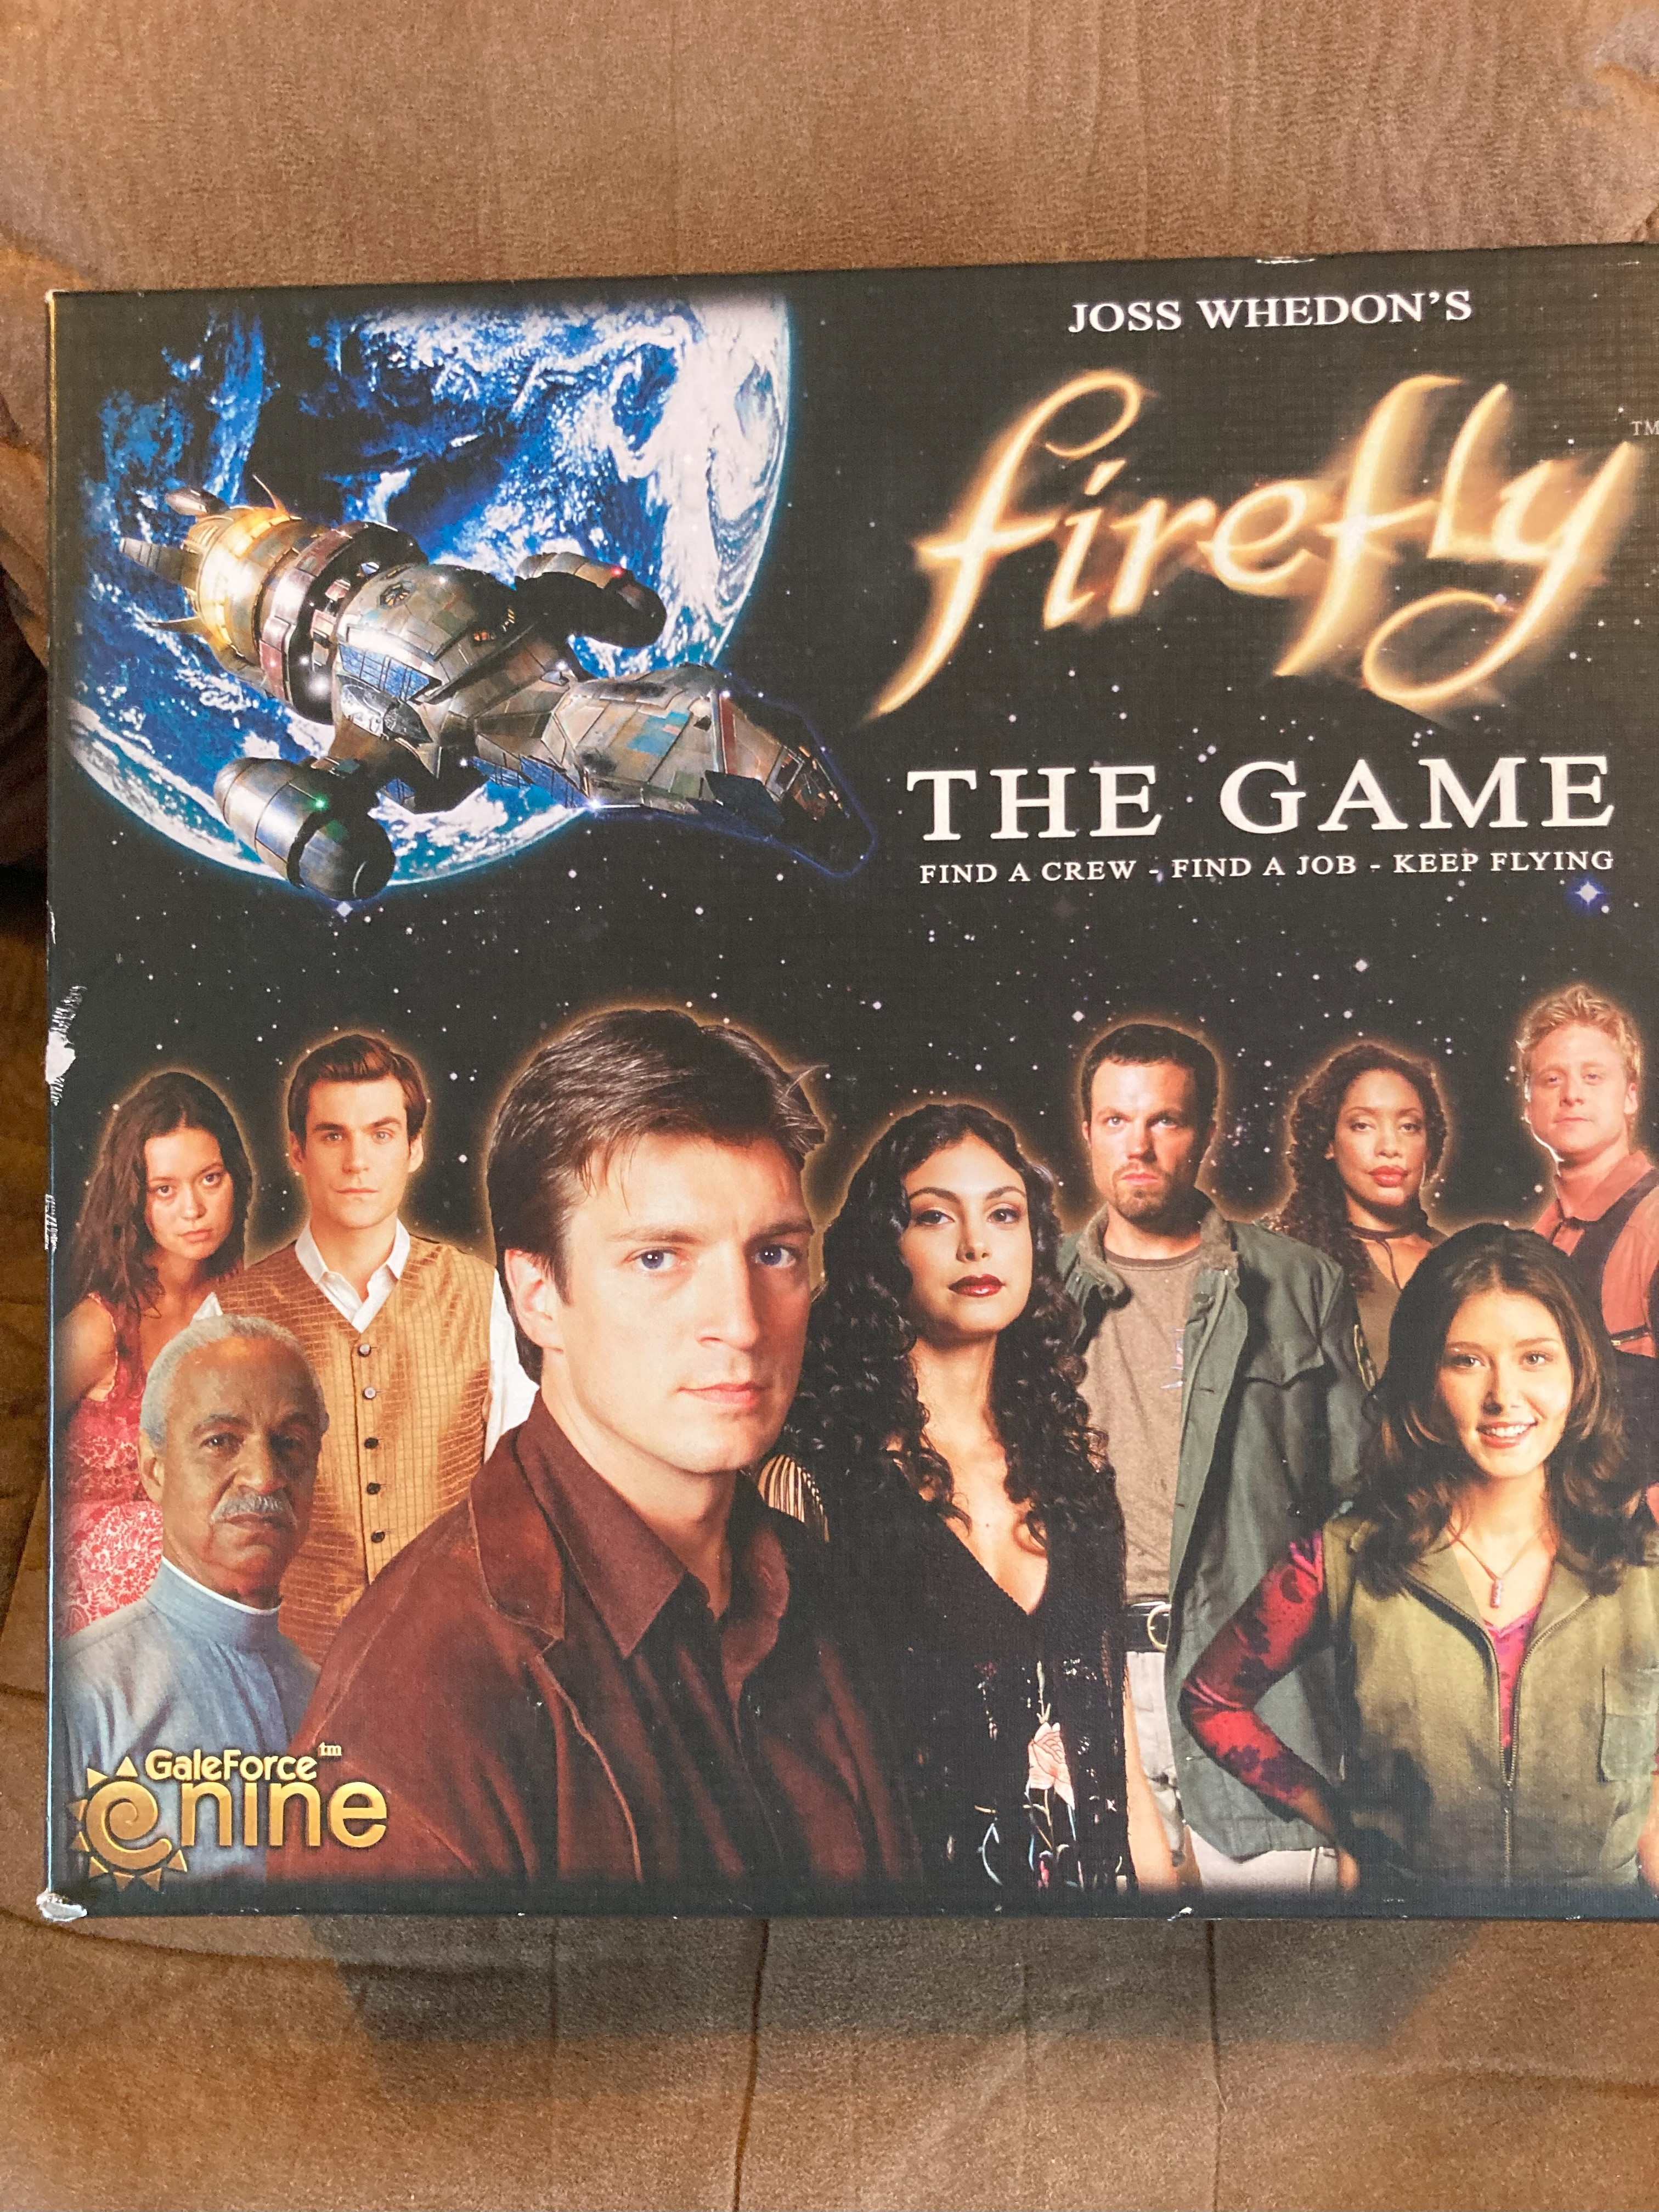 JOSS WHEDON'S
firefly TM
THE GAME
FIND A CREW - FIND A JOB - KEEP FLYING
GaleForce tm
nine